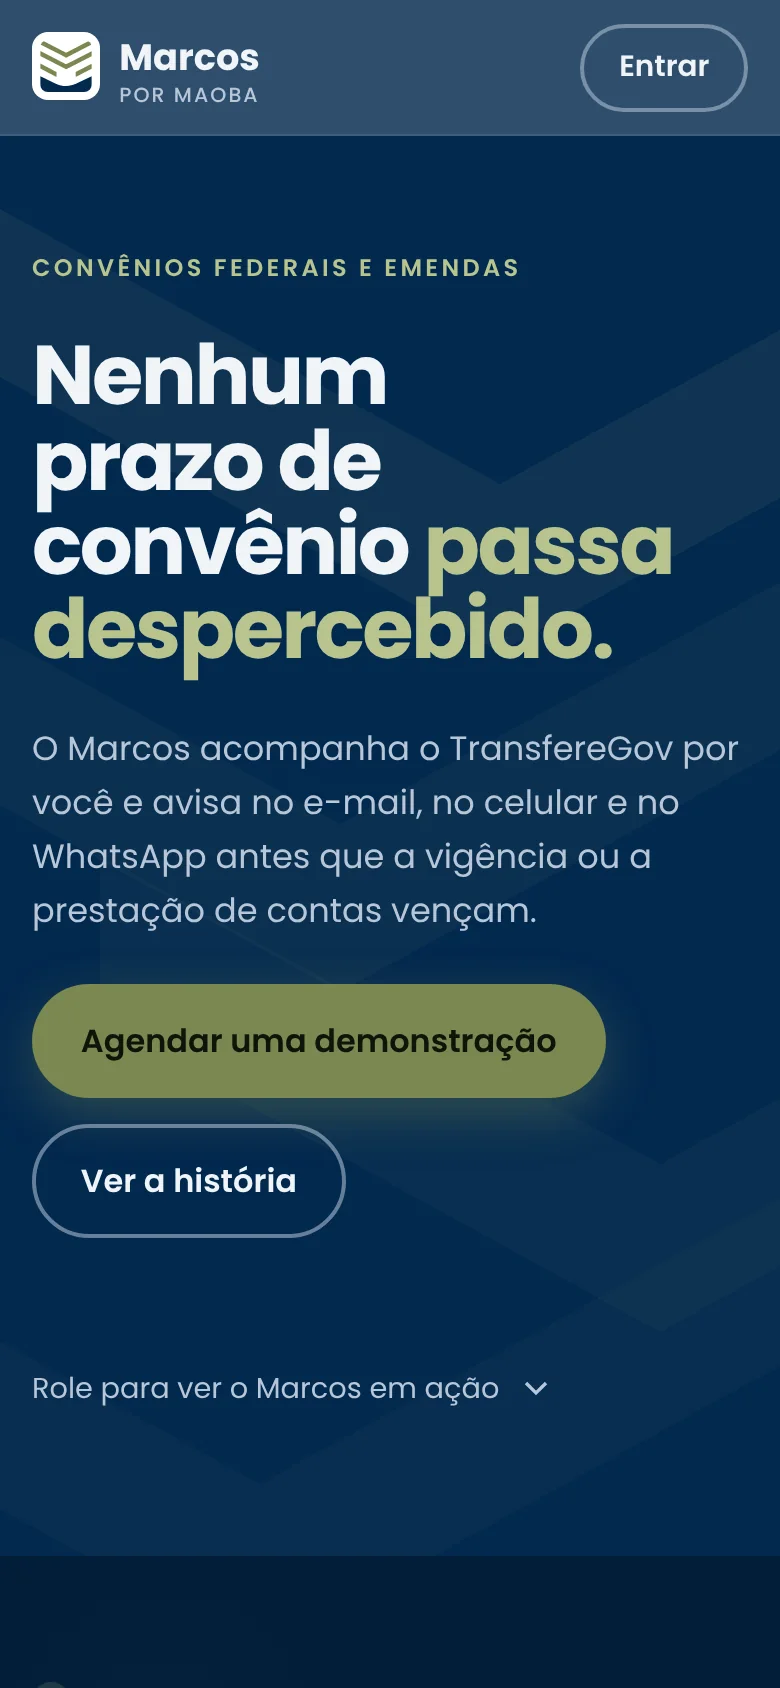 Marcos
POR MAOBA
Entrar
CONVÊNIOS FEDERAIS E EMENDAS
Nenhum
prazo de
convênio passa
despercebido.
O Marcos acompanha o TransfereGov por
você e avisa no e-mail, no celular e no
WhatsApp antes que a vigência ou a
prestação de contas vençam.
Agendar uma demonstração
Ver a história
Role para ver o Marcos em ação